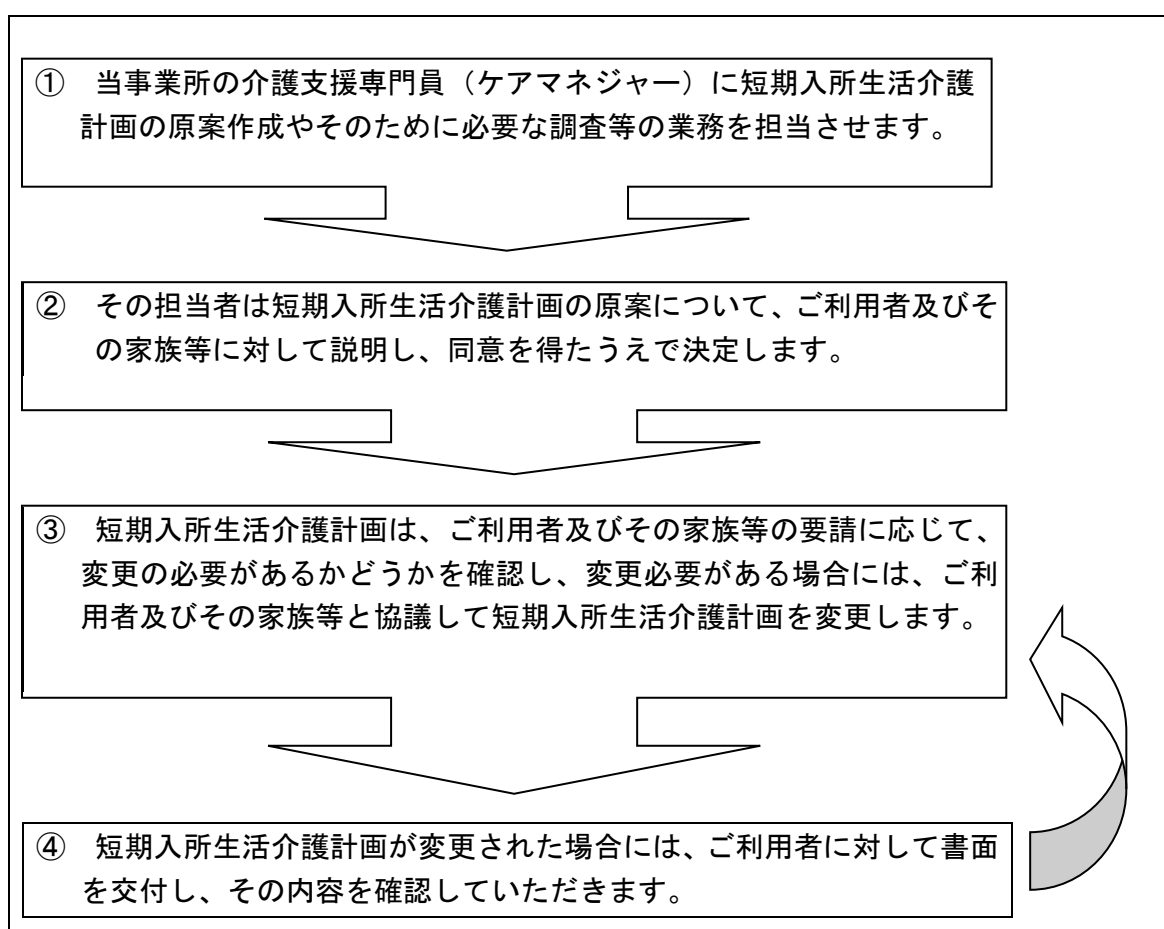 ① 当事業所の介護支援専門員（ケアマネジャー）に短期入所生活介護
計画の原案作成やそのために必要な調査等の業務を担当させます。
② その担当者は短期入所生活介護計画の原案について、ご利用者及びそ
の家族等に対して説明し、同意を得たうえで決定します。
③ 短期入所生活介護計画は、ご利用者及びその家族等の要請に応じて、
変更の必要があるかどうかを確認し、変更必要がある場合には、ご利
用者及びその家族等と協議して短期入所生活介護計画を変更します。
④ 短期入所生活介護計画が変更された場合には、ご利用者に対して書面
を交付し、その内容を確認していただきます。